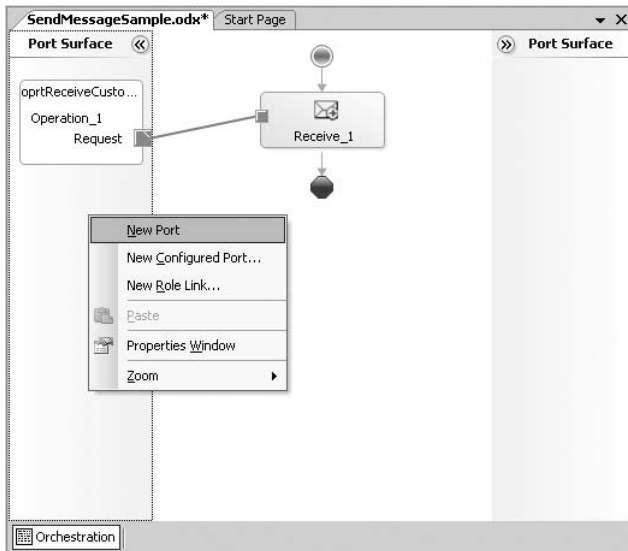 SendMessageSample.odx* Start Page
Port Surface
Port Surface
oprtReceiveCusto...
Operation_1
Request
Receive_1
New Port
New Configured Port...
New Role Link...
Paste
Properties Window
Zoom
Orchestration